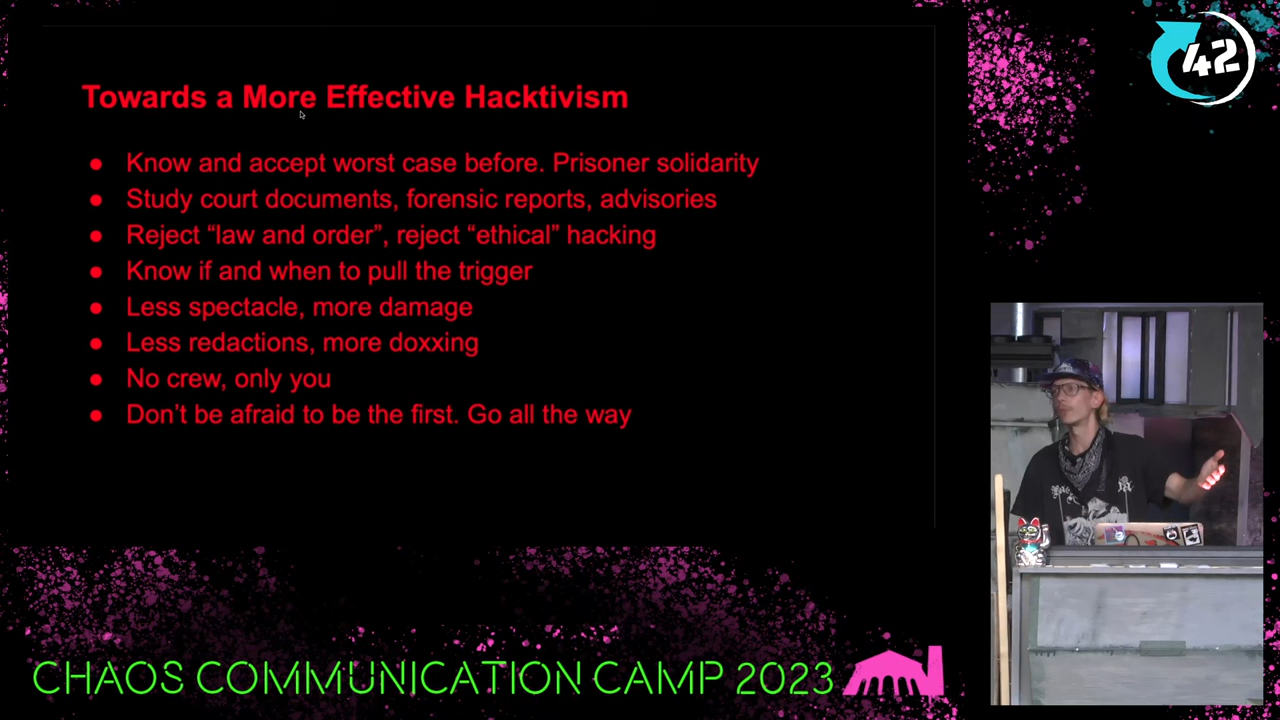 42
Towards a More Effective Hacktivism
● Know and accept worst case before. Prisoner solidarity
● Study court documents, forensic reports, advisories
● Reject “law and order”, reject “ethical” hacking
● Know if and when to pull the trigger
● Less spectacle, more damage
● Less redactions, more doxxing
● No crew, only you
● Don’t be afraid to be the first. Go all the way
CHAOS COMMUNICATION CAMP 2023